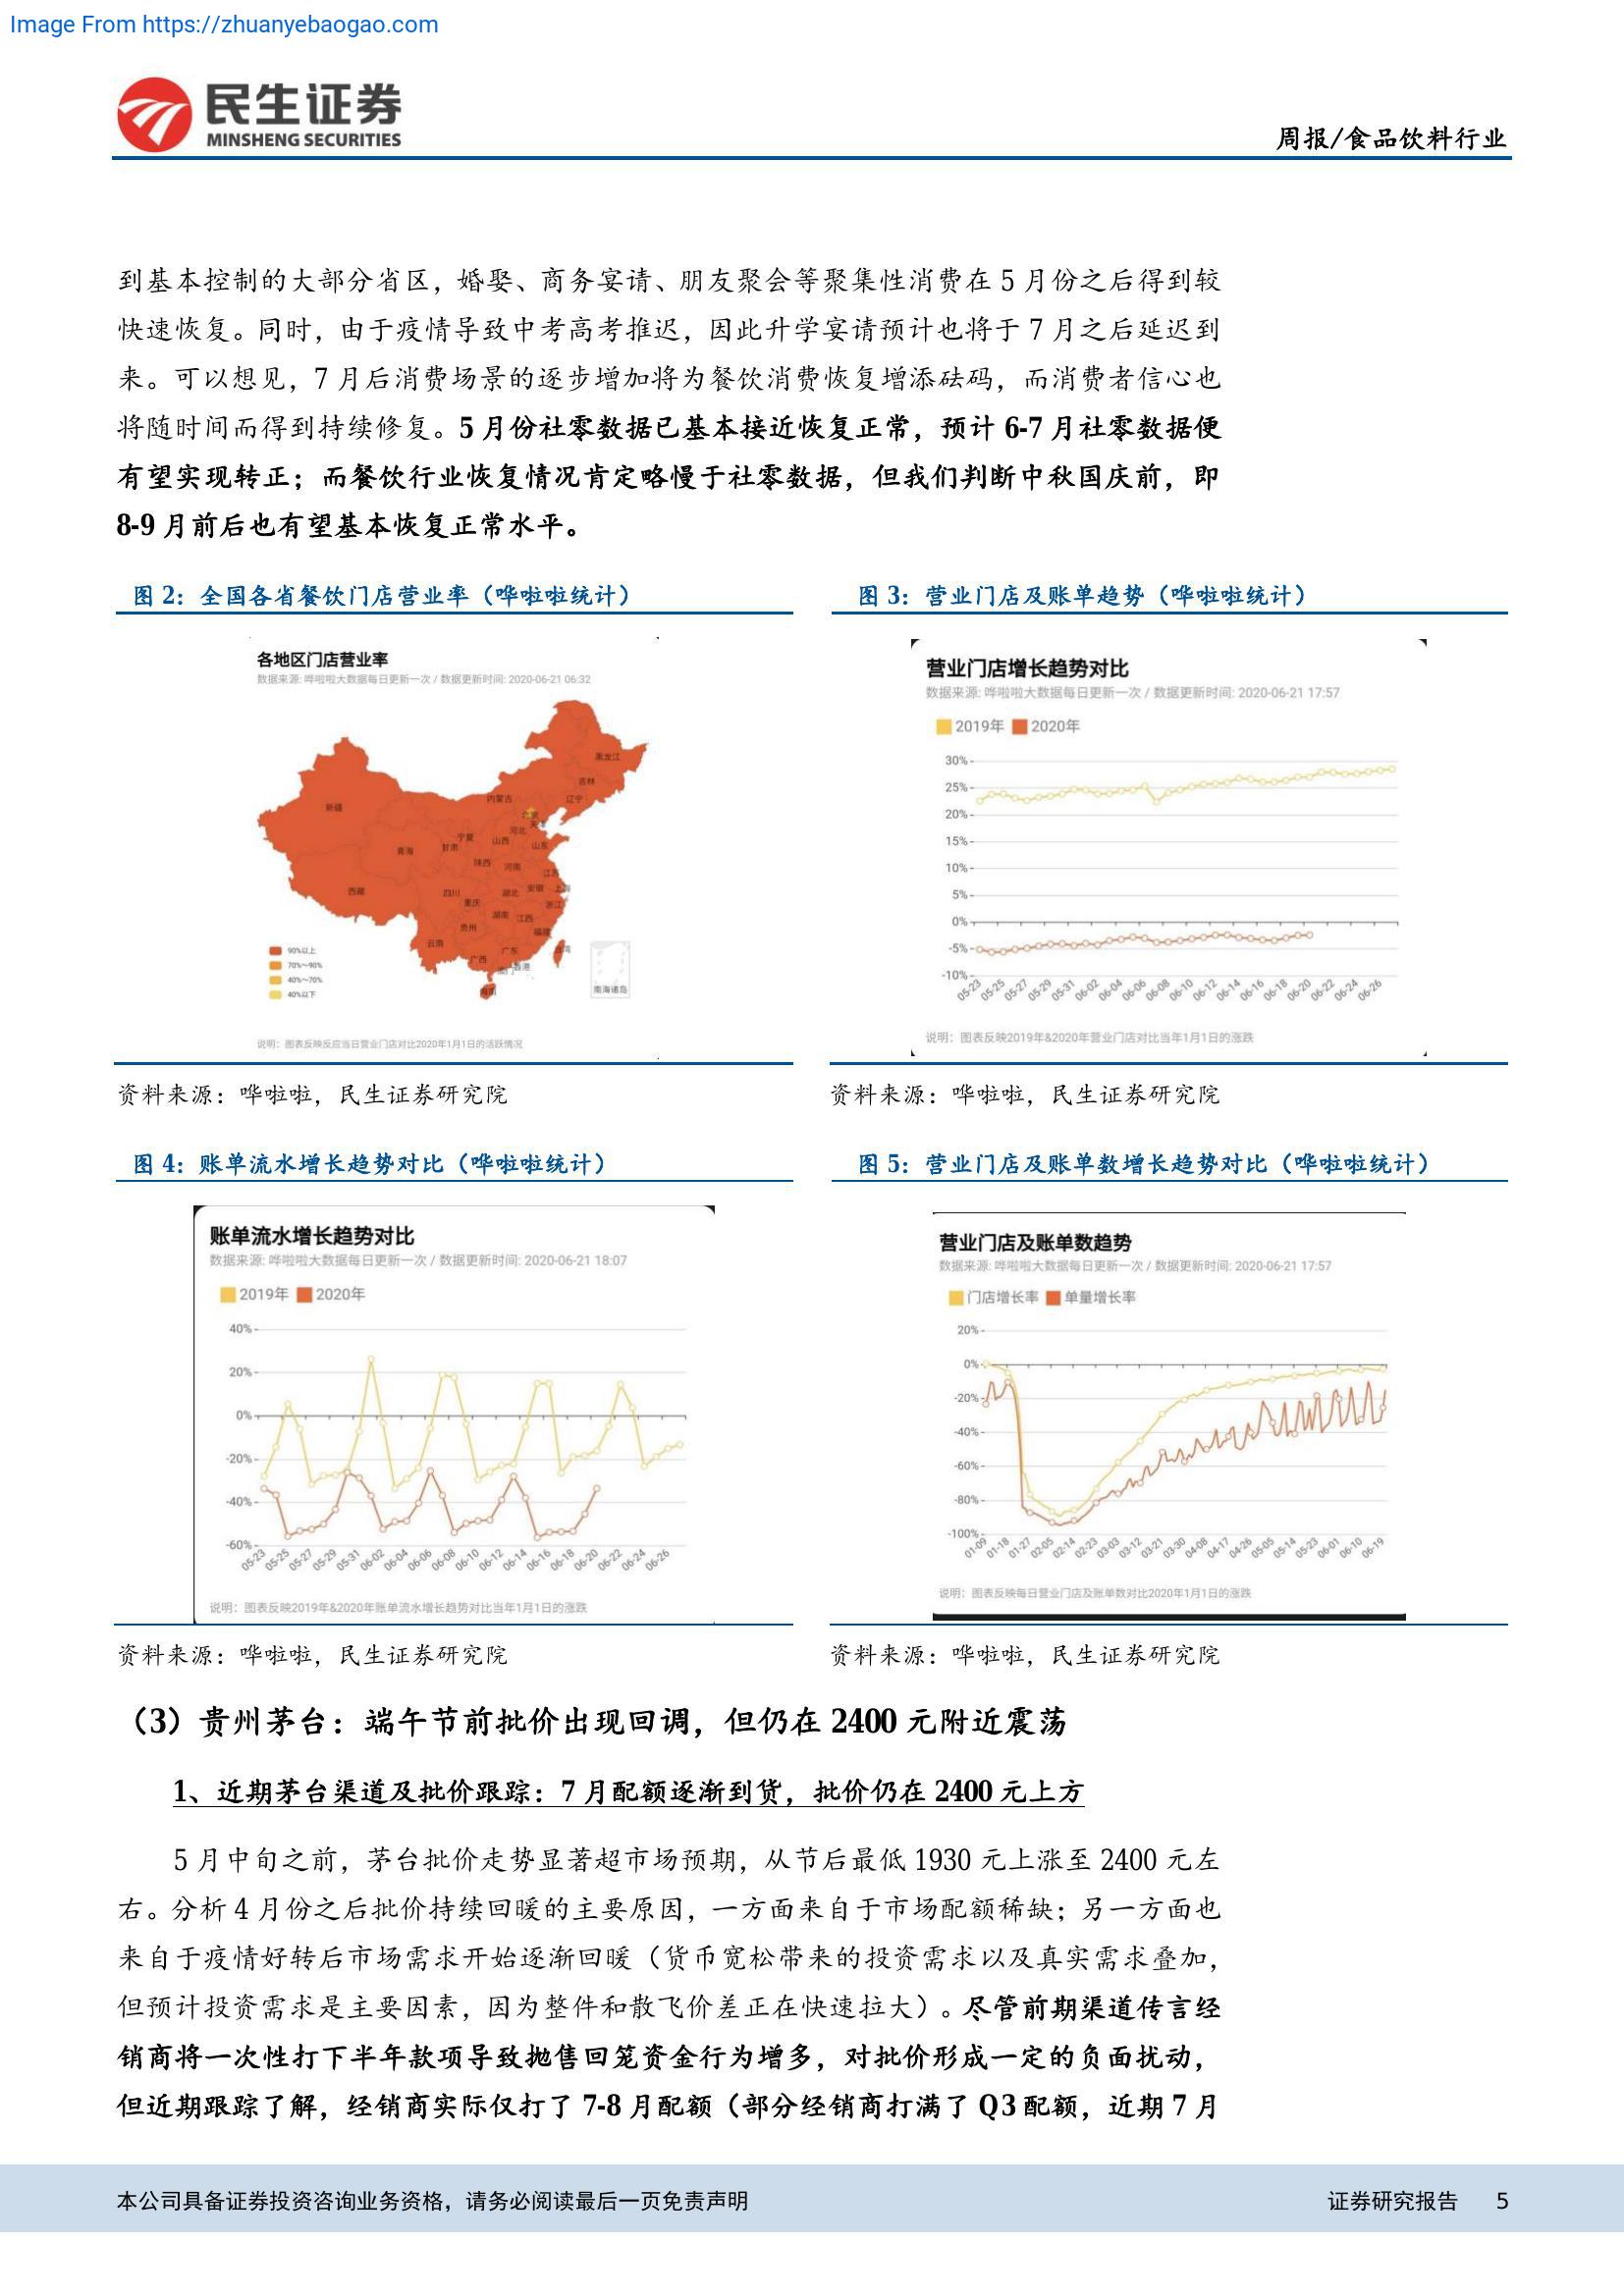 Image From https://zhuanyebaogao.com
民生证券
MINSHENG SECURITIES
周报/食品饮料行业
到基本控制的大部分省区，婚娶、商务宴请、朋友聚会等聚集性消费在 5 月份之后得到较
快速恢复。同时，由于疫情导致中考高考推迟，因此升学宴请预计也将于 7 月之后延迟到
来。可以想见，7 月后消费场景的逐步增加将为餐饮消费恢复增添砝码，而消费者信心也
将随时间而得到持续修复。5 月份社零数据已基本接近恢复正常，预计 6-7 月社零数据便
有望实现转正；而餐饮行业恢复情况肯定略慢于社零数据，但我们判断中秋国庆前，即
8-9 月前后也有望基本恢复正常水平。
图 2：全国各省餐饮门店营业率（哗啦啦统计）
各地区门店营业率
数据来源: 哗啦啦大数据每日更新一次 / 数据更新时间: 2020-06-21 06:32
黑龙江
吉林
辽宁
内蒙古
新疆
北京
天津
河北
宁夏
山西
山东
青海
甘肃
陕西
河南
江苏
西藏
四川
湖北
安徽
上海
重庆
浙江
湖南
江西
贵州
福建
云南
广东
台湾
广西
澳门
香港
海南
南海诸岛
90%以上
70%~90%
40%~70%
40%以下
说明：图表反映反应当日营业门店对比2020年1月1日的活跃情况
资料来源：哗啦啦，民生证券研究院
图 3：营业门店及账单趋势（哗啦啦统计）
营业门店增长趋势对比
数据来源: 哗啦啦大数据每日更新一次 / 数据更新时间: 2020-06-21 17:57
2019年 2020年
30%
25%
20%
15%
10%
5%
0%
-5%
-10%
05-23 05-25 05-27 05-29 05-31 06-02 06-04 06-06 06-08 06-10 06-12 06-14 06-16 06-18 06-20 06-22 06-24 06-26
说明：图表反映2019年&2020年营业门店对比当年1月1日的涨跌
资料来源：哗啦啦，民生证券研究院
图 4：账单流水增长趋势对比（哗啦啦统计）
账单流水增长趋势对比
数据来源: 哗啦啦大数据每日更新一次 / 数据更新时间: 2020-06-21 18:07
2019年 2020年
40%
20%
0%
-20%
-40%
-60%
05-23 05-25 05-27 05-29 05-31 06-02 06-04 06-06 06-08 06-10 06-12 06-14 06-16 06-18 06-20 06-22 06-24 06-26
说明：图表反映2019年&2020年账单流水增长趋势对比当年1月1日的涨跌
资料来源：哗啦啦，民生证券研究院
图 5：营业门店及账单数增长趋势对比（哗啦啦统计）
营业门店及账单数趋势
数据来源: 哗啦啦大数据每日更新一次 / 数据更新时间: 2020-06-21 17:57
门店增长率 单量增长率
20%
0%
-20%
-40%
-60%
-80%
-100%
01-09 01-18 01-27 02-05 02-14 02-23 03-03 03-12 03-21 03-30 04-08 04-17 04-26 05-05 05-14 05-23 06-01 06-10 06-19
说明：图表反映每日营业门店及账单数对比2020年1月1日的涨跌
资料来源：哗啦啦，民生证券研究院
（3）贵州茅台：端午节前批价出现回调，但仍在 2400 元附近震荡
1、近期茅台渠道及批价跟踪：7 月配额逐渐到货，批价仍在 2400 元上方
5 月中旬之前，茅台批价走势显著超市场预期，从节后最低 1930 元上涨至 2400 元左
右。分析 4 月份之后批价持续回暖的主要原因，一方面来自于市场配额稀缺；另一方面也
来自于疫情好转后市场需求开始逐渐回暖（货币宽松带来的投资需求以及真实需求叠加，
但预计投资需求是主要因素，因为整件和散飞价差正在快速拉大）。尽管前期渠道传言经
销商将一次性打下半年款项导致抛售回笼资金行为增多，对批价形成一定的负面扰动，
但近期跟踪了解，经销商实际仅打了 7-8 月配额（部分经销商打满了 Q3 配额，近期 7 月
本公司具备证券投资咨询业务资格，请务必阅读最后一页免责声明
证券研究报告 5